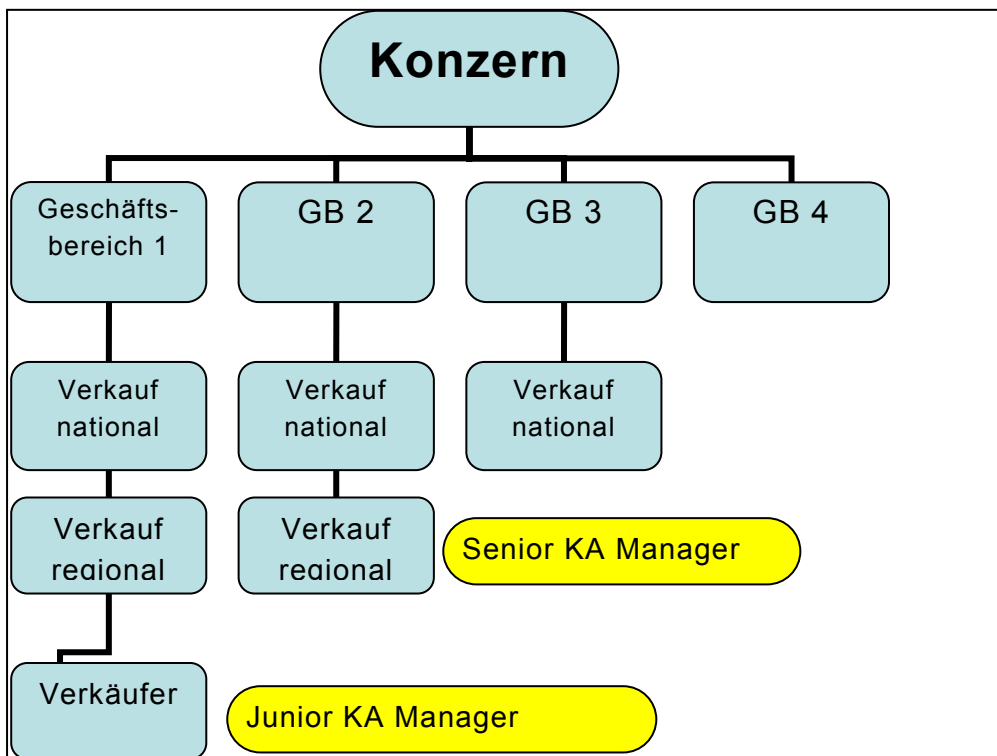 Konzern
Geschäfts-
bereich 1
GB 2
GB 3
GB 4
Verkauf
national
Verkauf
national
Verkauf
national
Verkauf
regional
Verkauf
regional
Senior KA Manager
Verkäufer
Junior KA Manager